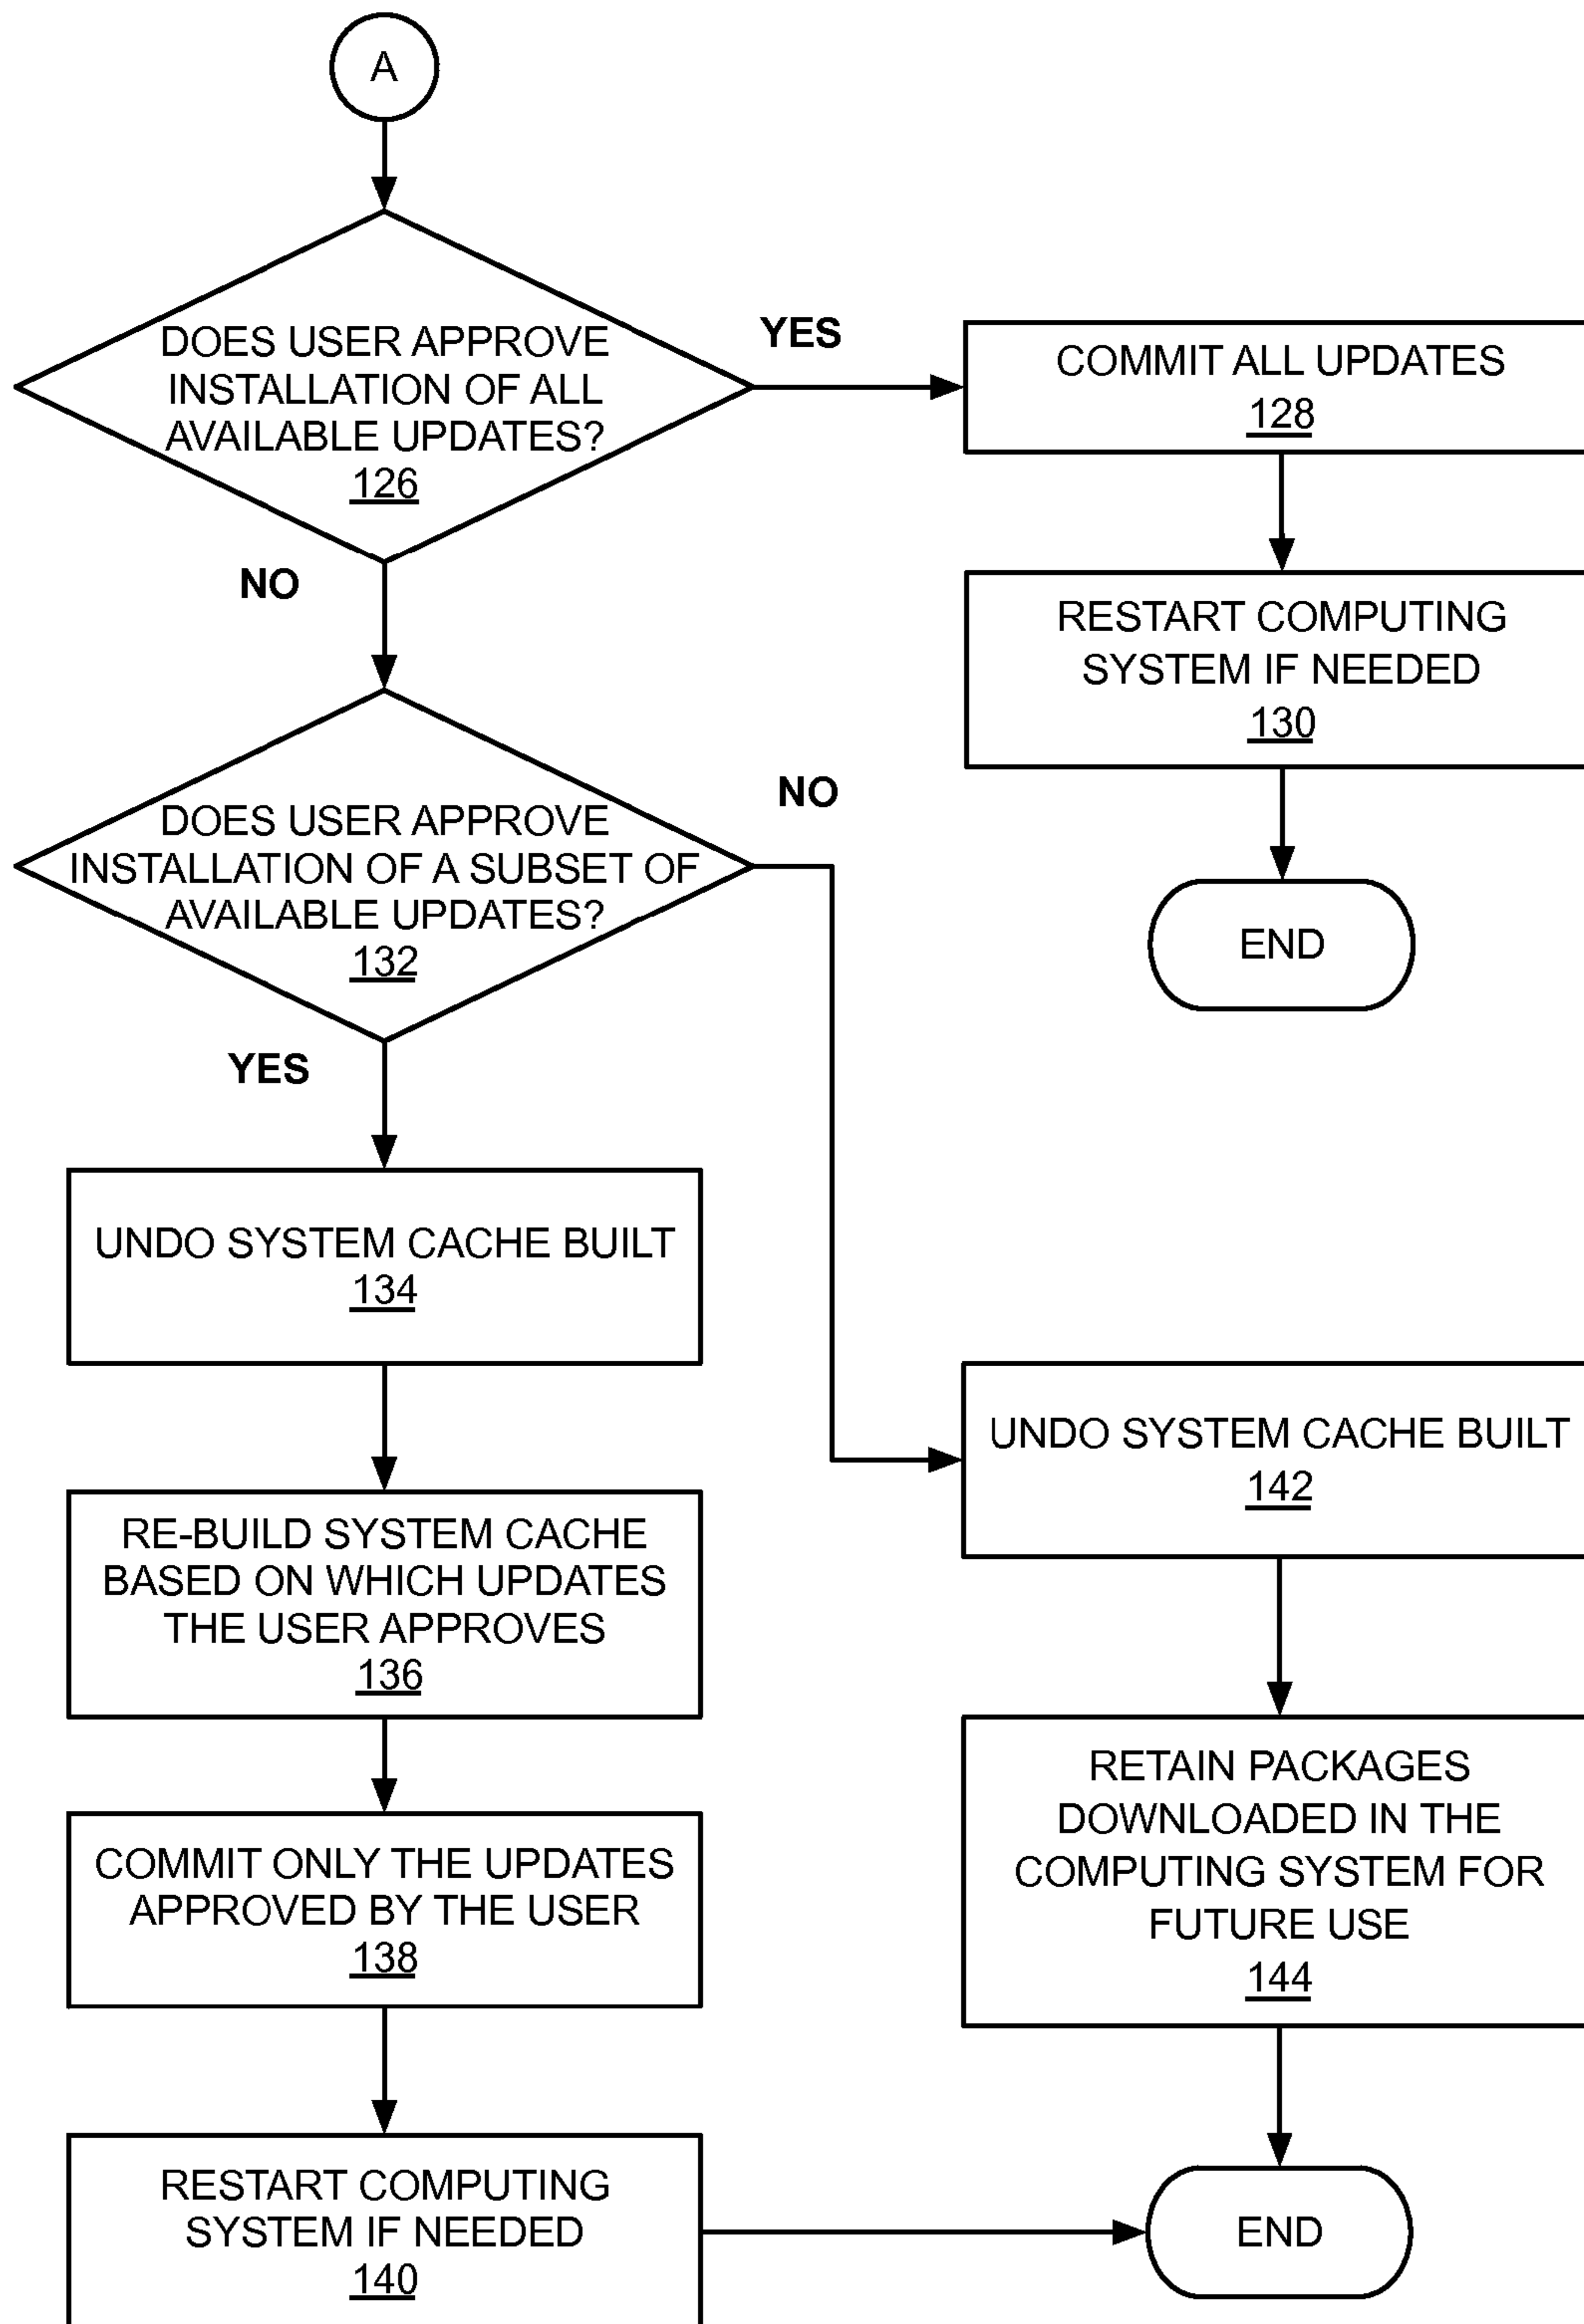 A
DOES USER APPROVE
INSTALLATION OF ALL
AVAILABLE UPDATES?
126
YES
COMMIT ALL UPDATES
128
RESTART COMPUTING
SYSTEM IF NEEDED
130
END
NO
DOES USER APPROVE
INSTALLATION OF A SUBSET OF
AVAILABLE UPDATES?
132
NO
YES
UNDO SYSTEM CACHE BUILT
134
RE-BUILD SYSTEM CACHE
BASED ON WHICH UPDATES
THE USER APPROVES
136
COMMIT ONLY THE UPDATES
APPROVED BY THE USER
138
RESTART COMPUTING
SYSTEM IF NEEDED
140
UNDO SYSTEM CACHE BUILT
142
RETAIN PACKAGES
DOWNLOADED IN THE
COMPUTING SYSTEM FOR
FUTURE USE
144
END